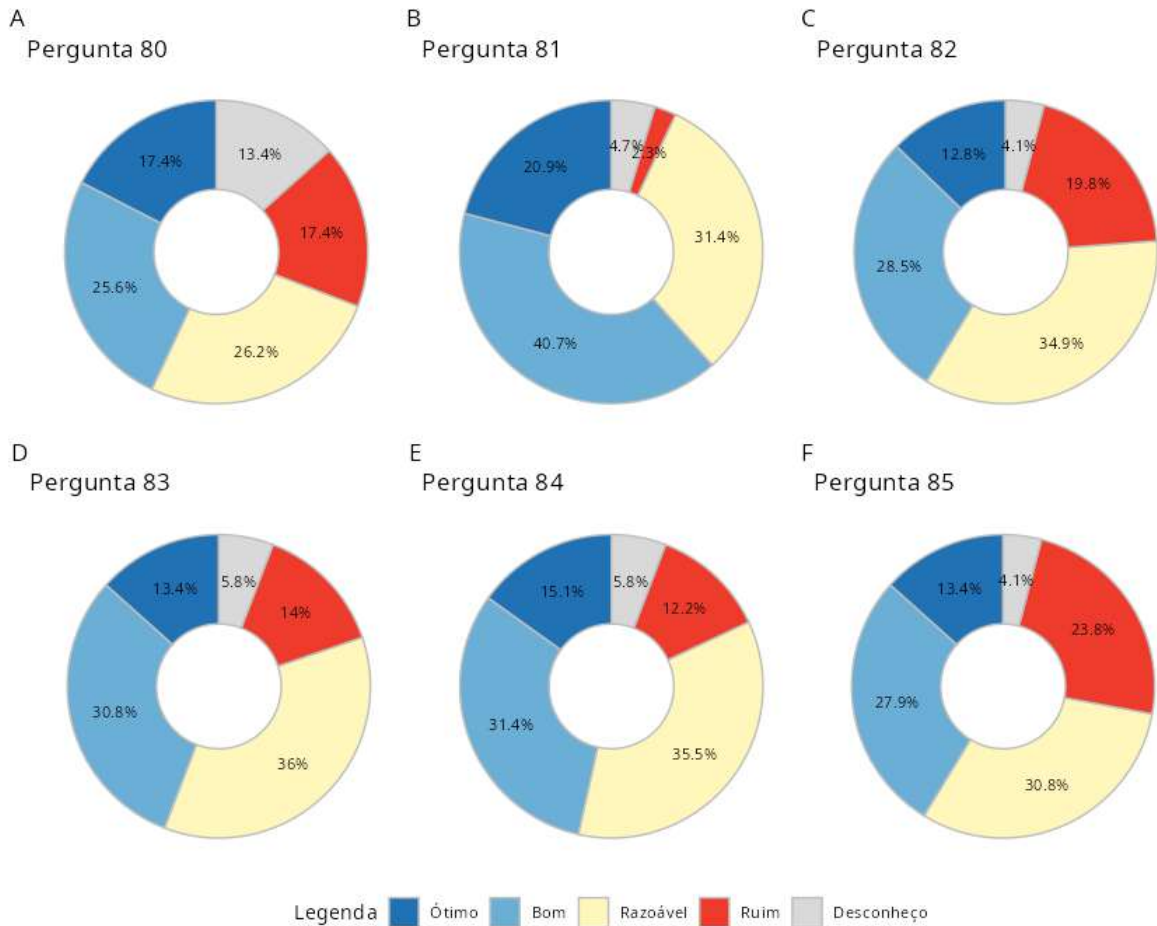 A
Pergunta 80
17.4%
13.4%
17.4%
25.6%
26.2%
B
Pergunta 81
20.9%
4.7%
2.3%
31.4%
40.7%
C
Pergunta 82
12.8%
4.1%
19.8%
28.5%
34.9%
D
Pergunta 83
13.4%
5.8%
14%
30.8%
36%
E
Pergunta 84
15.1%
5.8%
12.2%
31.4%
35.5%
F
Pergunta 85
13.4%
4.1%
23.8%
27.9%
30.8%
Legenda Ótimo Bom Razoável Ruim Desconheço